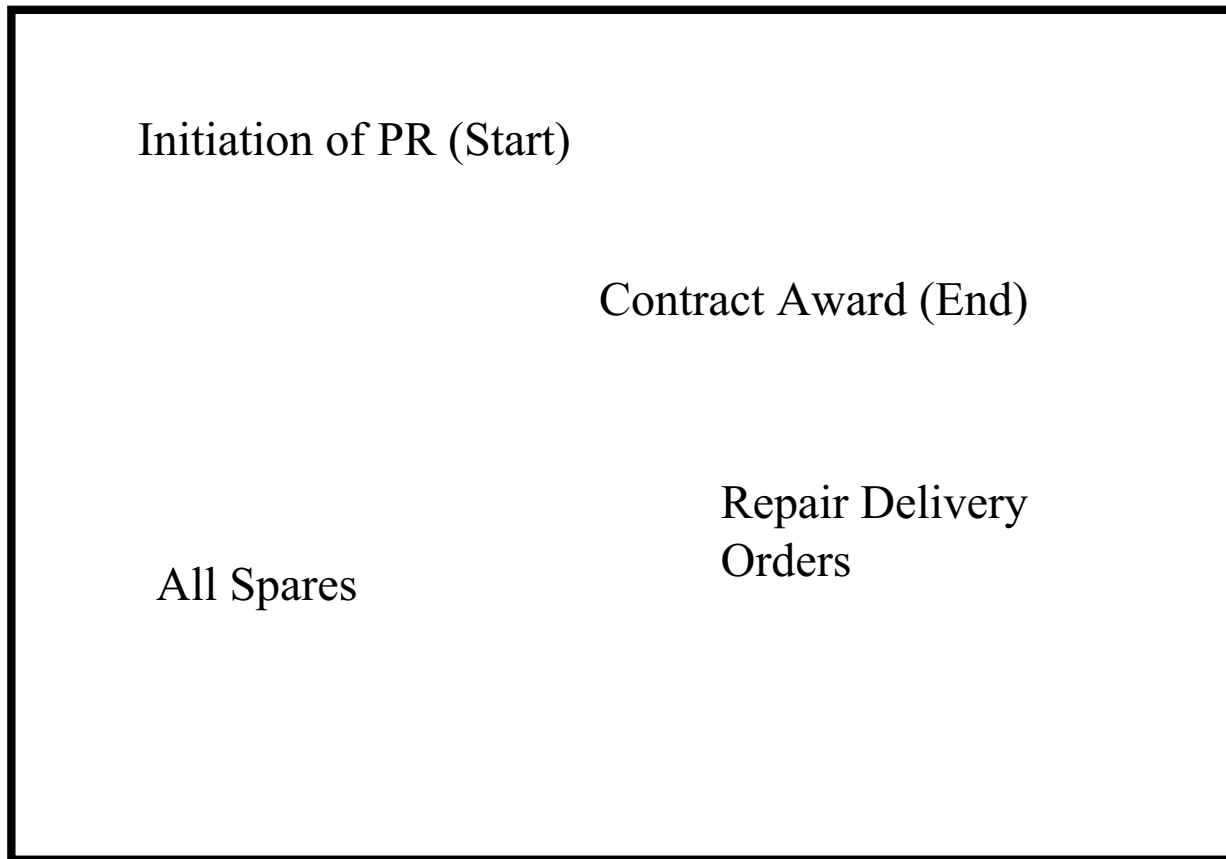 Initiation of PR (Start)
Contract Award (End)
Repair Delivery
Orders
All Spares